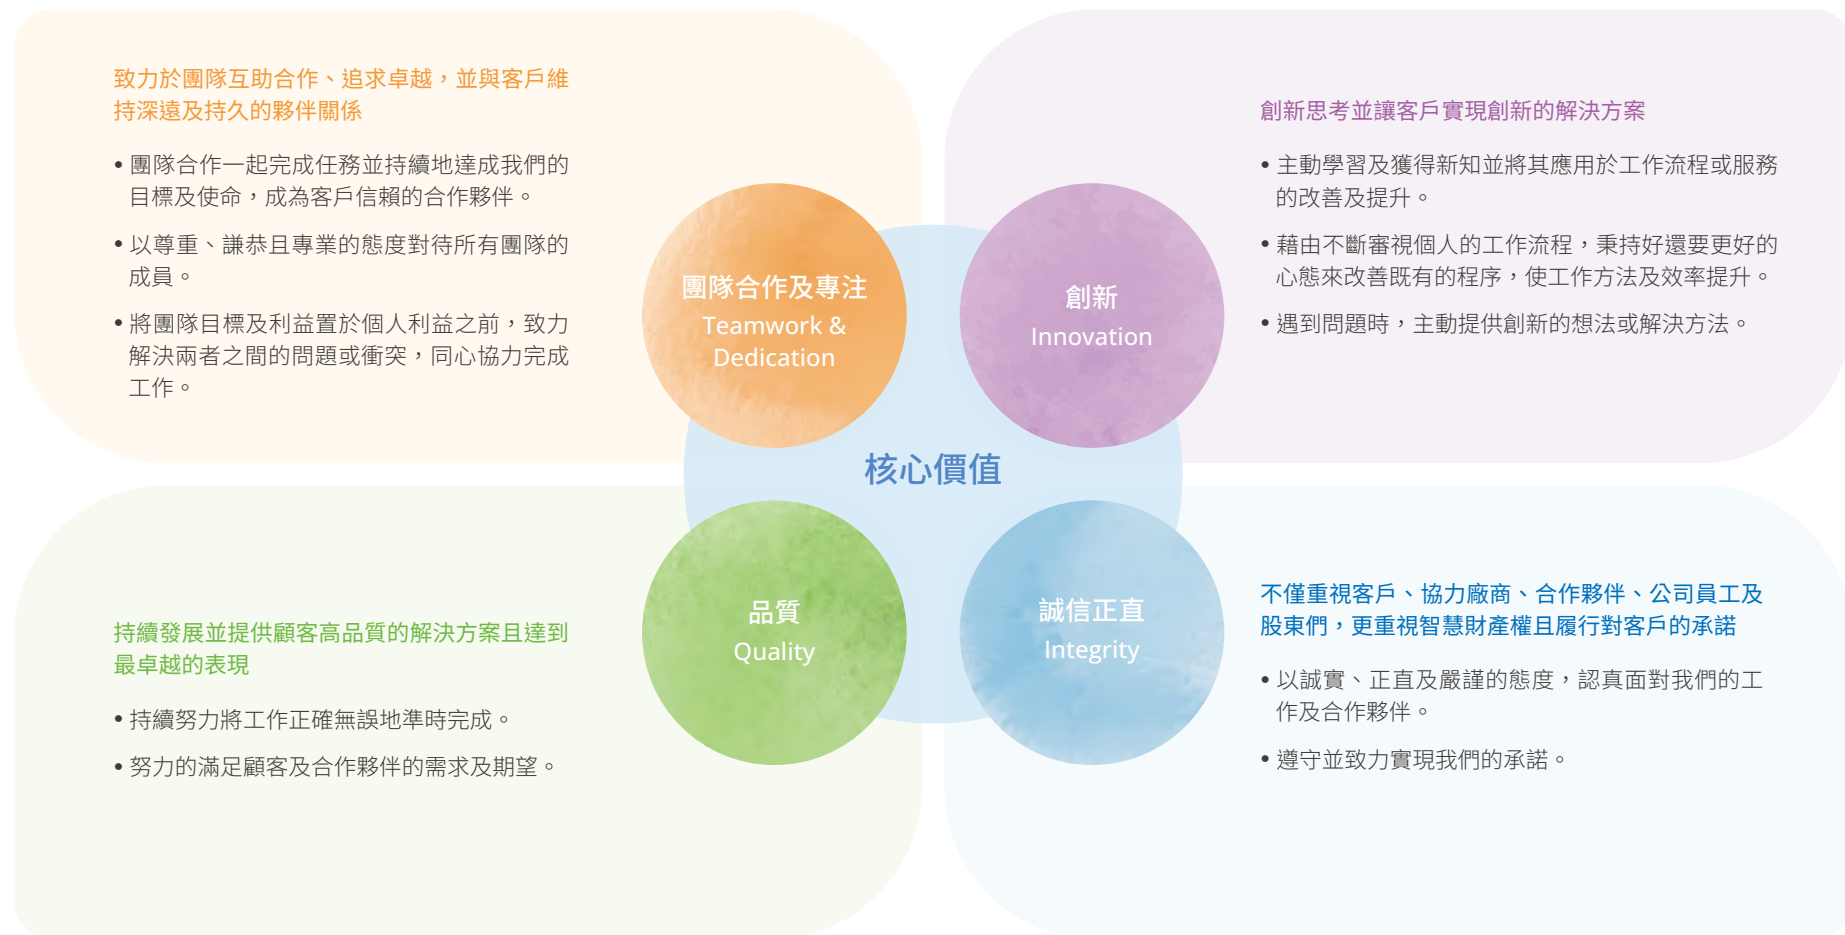 致力於團隊互助合作、追求卓越，並與客戶維
持深遠及持久的夥伴關係
• 團隊合作一起完成任務並持續地達成我們的
目標及使命，成為客戶信賴的合作夥伴。
• 以尊重、謙恭且專業的態度對待所有團隊的
成員。
• 將團隊目標及利益置於個人利益之前，致力
解決兩者之間的問題或衝突，同心協力完成
工作。
團隊合作及專注
Teamwork &
Dedication
創新
Innovation
創新思考並讓客戶實現創新的解決方案
• 主動學習及獲得新知並將其應用於工作流程或服務
的改善及提升。
• 藉由不斷審視個人的工作流程，秉持好還要更好的
心態來改善既有的程序，使工作方法及效率提升。
• 遇到問題時，主動提供創新的想法或解決方法。
核心價值
持續發展並提供顧客高品質的解決方案且達到
最卓越的表現
• 持續努力將工作正確無誤地準時完成。
• 努力的滿足顧客及合作夥伴的需求及期望。
品質
Quality
誠信正直
Integrity
不僅重視客戶、協力廠商、合作夥伴、公司員工及
股東們，更重視智慧財產權且履行對客戶的承諾
• 以誠實、正直及嚴謹的態度，認真面對我們的工
作及合作夥伴。
• 遵守並致力實現我們的承諾。